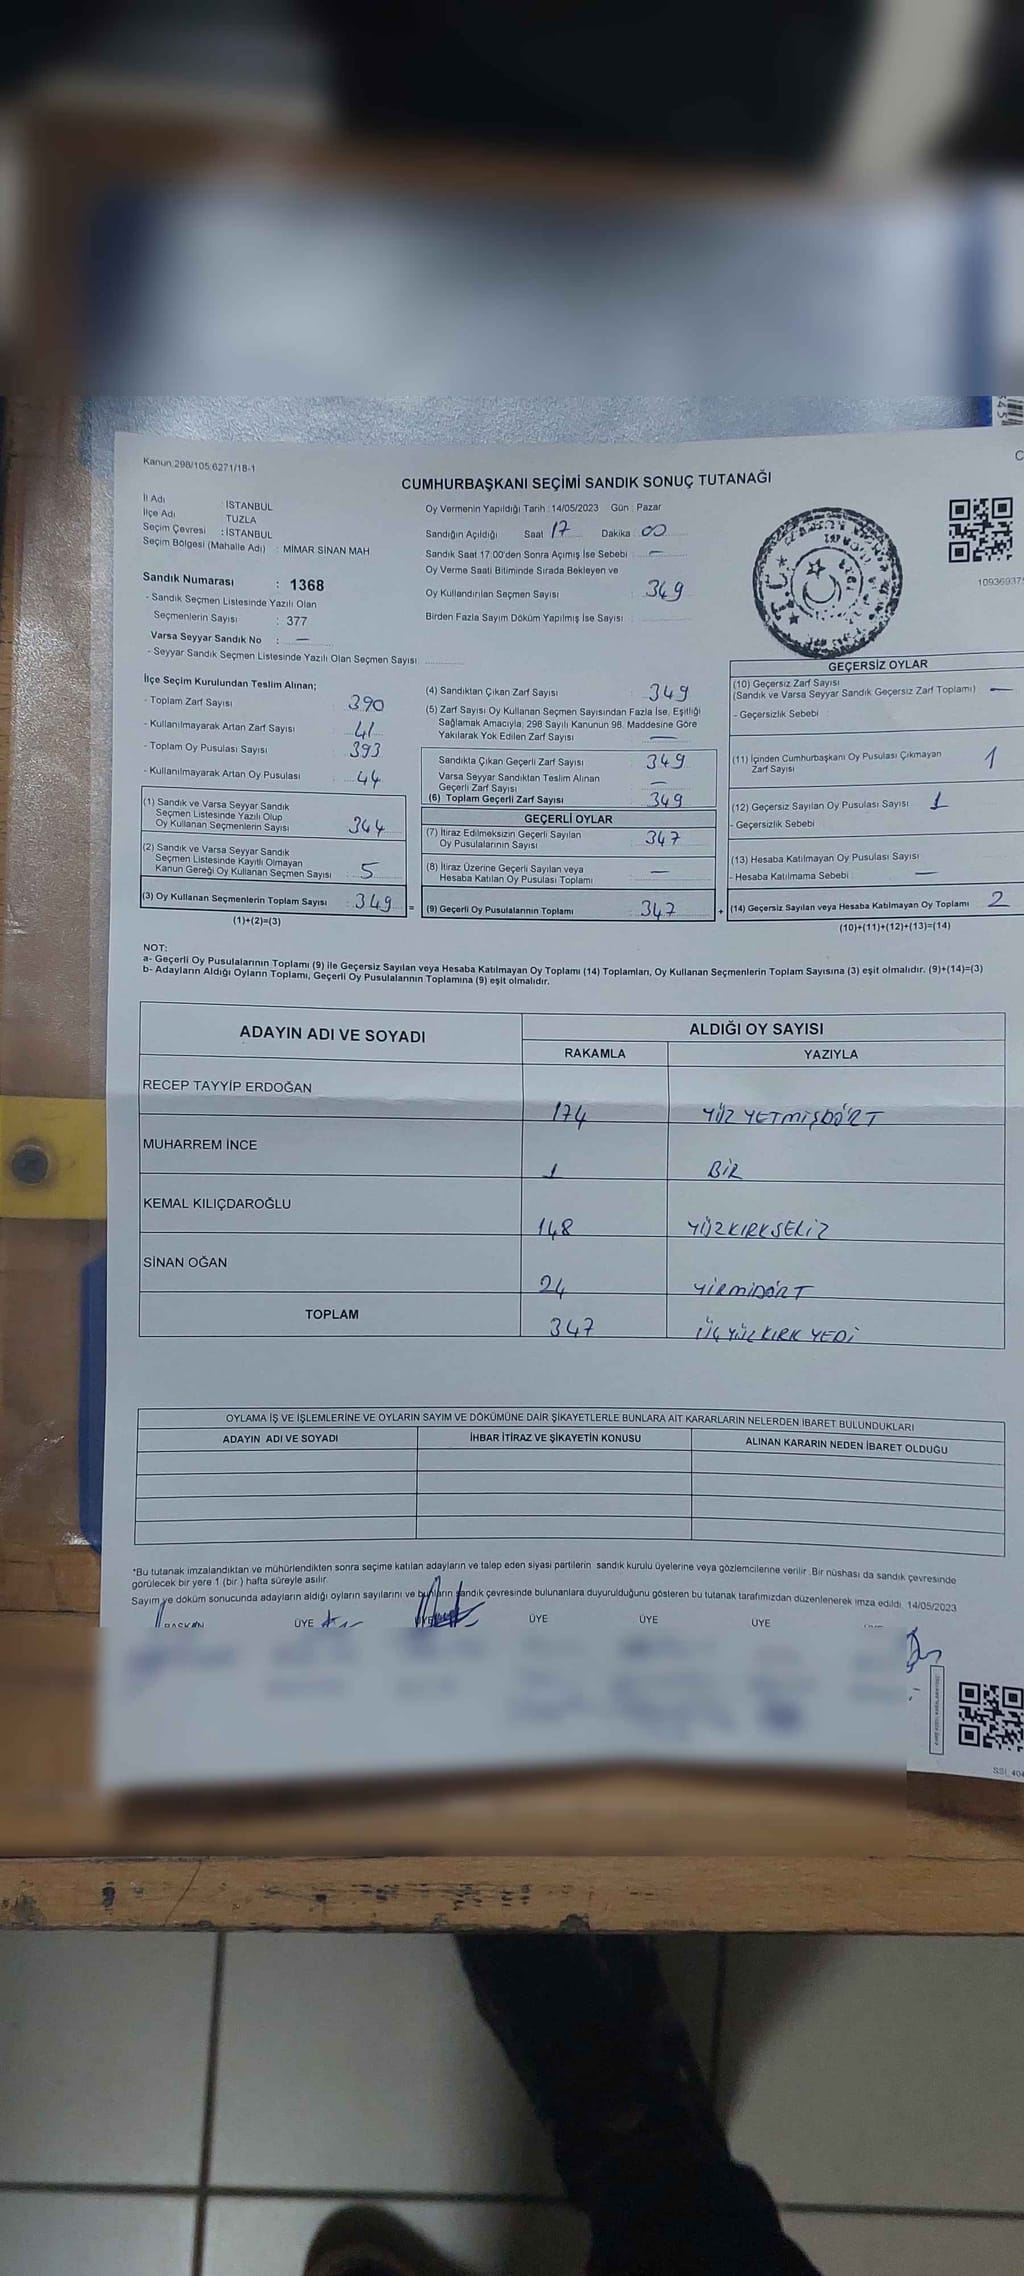 Kanun 298/105 6271/18-1
CUMHURBAŞKANI SEÇİMİ SANDIK SONUÇ TUTANAĞI
İl Adı : İSTANBUL
İlçe Adı : TUZLA
Seçim Çevresi : İSTANBUL
Seçim Bölgesi (Mahalle Adı) : MİMAR SİNAN MAH
Sandık Numarası : 1368
- Sandık Seçmen Listesinde Yazılı Olan
Seçmenlerin Sayısı : 377
Varsa Seyyar Sandık No : —
- Seyyar Sandık Seçmen Listesinde Yazılı Olan Seçmen Sayısı
Oy Vermenin Yapıldığı Tarih : 14/05/2023 Gün : Pazar
Sandığın Açıldığı Saat 17 Dakika 00
Sandık Saat 17.00'den Sonra Açımış İse Sebebi : —
Oy Verme Saati Bitiminde Sırada Bekleyen ve
Oy Kullandırılan Seçmen Sayısı : 349
Birden Fazla Sayım Döküm Yapılmış İse Sayısı :
10936937
İlçe Seçim Kurulundan Teslim Alınan;
- Toplam Zarf Sayısı : 390
- Kullanılmayarak Artan Zarf Sayısı : 41
- Toplam Oy Pusulası Sayısı : 393
- Kullanılmayarak Artan Oy Pusulası : 44
(1) Sandık ve Varsa Seyyar Sandık
Seçmen Listesinde Yazılı Olup
Oy Kullanan Seçmenlerin Sayısı : 344
(2) Sandık ve Varsa Seyyar Sandık
Seçmen Listesinde Kayıtlı Olmayan
Kanun Gereği Oy Kullanan Seçmen Sayısı : 5
(3) Oy Kullanan Seçmenlerin Toplam Sayısı : 349 =
(1)+(2)=(3)
(4) Sandıktan Çıkan Zarf Sayısı : 349
(5) Zarf Sayısı Oy Kullanan Seçmen Sayısından Fazla İse, Eşitliği
Sağlamak Amacıyla, 298 Sayılı Kanunun 98. Maddesine Göre
Yakılarak Yok Edilen Zarf Sayısı : —
Sandıkta Çıkan Geçerli Zarf Sayısı : 349
Varsa Seyyar Sandıktan Teslim Alınan
Geçerli Zarf Sayısı : —
(6) Toplam Geçerli Zarf Sayısı : 349
GEÇERLİ OYLAR
(7) İtiraz Edilmeksizin Geçerli Sayılan
Oy Pusulalarının Sayısı : 347
(8) İtiraz Üzerine Geçerli Sayılan veya
Hesaba Katılan Oy Pusulası Toplamı : —
(9) Geçerli Oy Pusulalarının Toplamı : 347 +
GEÇERSİZ OYLAR
(10) Geçersiz Zarf Sayısı
(Sandık ve Varsa Seyyar Sandık Geçersiz Zarf Toplamı) —
- Geçersizlik Sebebi :
(11) İçinden Cumhurbaşkanı Oy Pusulası Çıkmayan
Zarf Sayısı 1
(12) Geçersiz Sayılan Oy Pusulası Sayısı 1
- Geçersizlik Sebebi
(13) Hesaba Katılmayan Oy Pusulası Sayısı
- Hesaba Katılmama Sebebi : —
(14) Geçersiz Sayılan veya Hesaba Katılmayan Oy Toplamı 2
(10)+(11)+(12)+(13)=(14)
NOT:
a- Geçerli Oy Pusulalarının Toplamı (9) ile Geçersiz Sayılan veya Hesaba Katılmayan Oy Toplamı (14) Toplamları, Oy Kullanan Seçmenlerin Toplam Sayısına (3) eşit olmalıdır. (9)+(14)=(3)
b- Adayların Aldığı Oyların Toplamı, Geçerli Oy Pusulalarının Toplamına (9) eşit olmalıdır.
ADAYIN ADI VE SOYADI ALDIĞI OY SAYISI
RAKAMLA YAZIYLA
RECEP TAYYİP ERDOĞAN 174 YÜZ YETMİŞDÖRT
MUHARREM İNCE 1 BİR
KEMAL KILIÇDAROĞLU 148 YÜZKIRKSEKİZ
SİNAN OĞAN 24 YİRMİDÖRT
TOPLAM 347 ÜÇ YÜZ KIRK YEDİ
OYLAMA İŞ VE İŞLEMLERİNE VE OYLARIN SAYIM VE DÖKÜMÜNE DAİR ŞİKAYETLERLE BUNLARA AİT KARARLARIN NELERDEN İBARET BULUNDUKLARI
ADAYIN ADI VE SOYADI İHBAR İTİRAZ VE ŞİKAYETİN KONUSU ALINAN KARARIN NEDEN İBARET OLDUĞU
*Bu tutanak imzalandıktan ve mühürlendikten sonra seçime katılan adayların ve talep eden siyasi partilerin sandık kurulu üyelerine veya gözlemcilerine verilir. Bir nüshası da sandık çevresinde
görülecek bir yere 1 (bir ) hafta süreyle asılır.
Sayım ve döküm sonucunda adayların aldığı oyların sayılarını ve bunların sandık çevresinde bulunanlara duyurulduğunu gösteren bu tutanak tarafımızdan düzenlenerek imza edildi. 14/05/2023
BAŞKAN ÜYE ÜYE ÜYE ÜYE ÜYE